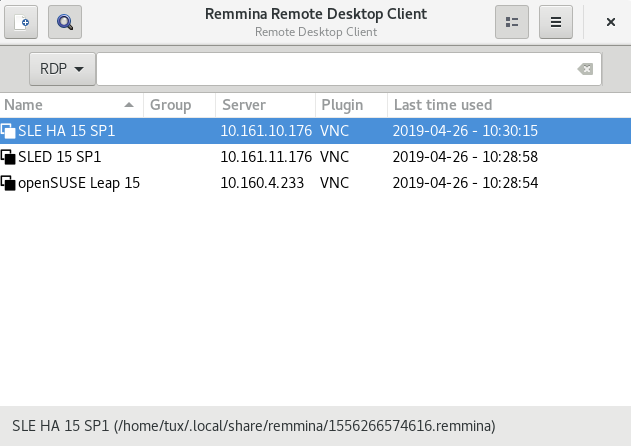 Remmina Remote Desktop Client
Remote Desktop Client
RDP
Name Group Server Plugin Last time used
SLE HA 15 SP1 10.161.10.176 VNC 2019-04-26 - 10:30:15
SLED 15 SP1 10.161.11.176 VNC 2019-04-26 - 10:28:58
openSUSE Leap 15 10.160.4.233 VNC 2019-04-26 - 10:28:54
SLE HA 15 SP1 (/home/tux/.local/share/remmina/1556266574616.remmina)